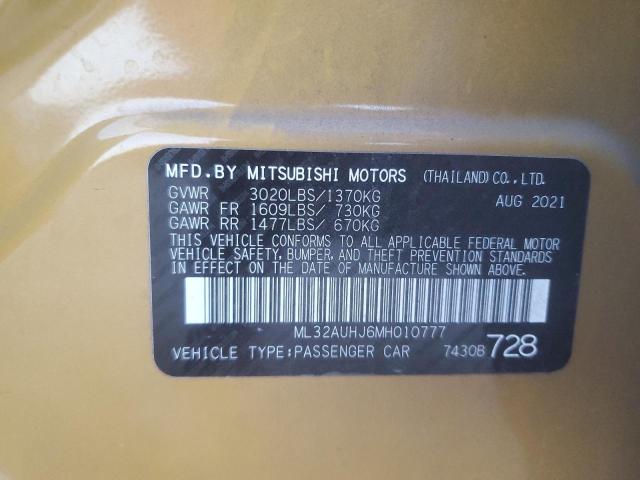 MFD.BY MITSUBISHI MOTORS (THAILAND) CO.,LTD.
GVWR 3020LBS/1370KG AUG 2021
GAWR FR 1609LBS/ 730KG
GAWR RR 1477LBS/ 670KG
THIS VEHICLE CONFORMS TO ALL APPLICABLE FEDERAL MOTOR
VEHICLE SAFETY, BUMPER, AND THEFT PREVENTION STANDARDS
IN EFFECT ON THE DATE OF MANUFACTURE SHOWN ABOVE.
ML32AUHJ6MH010777
VEHICLE TYPE:PASSENGER CAR 7430B 728